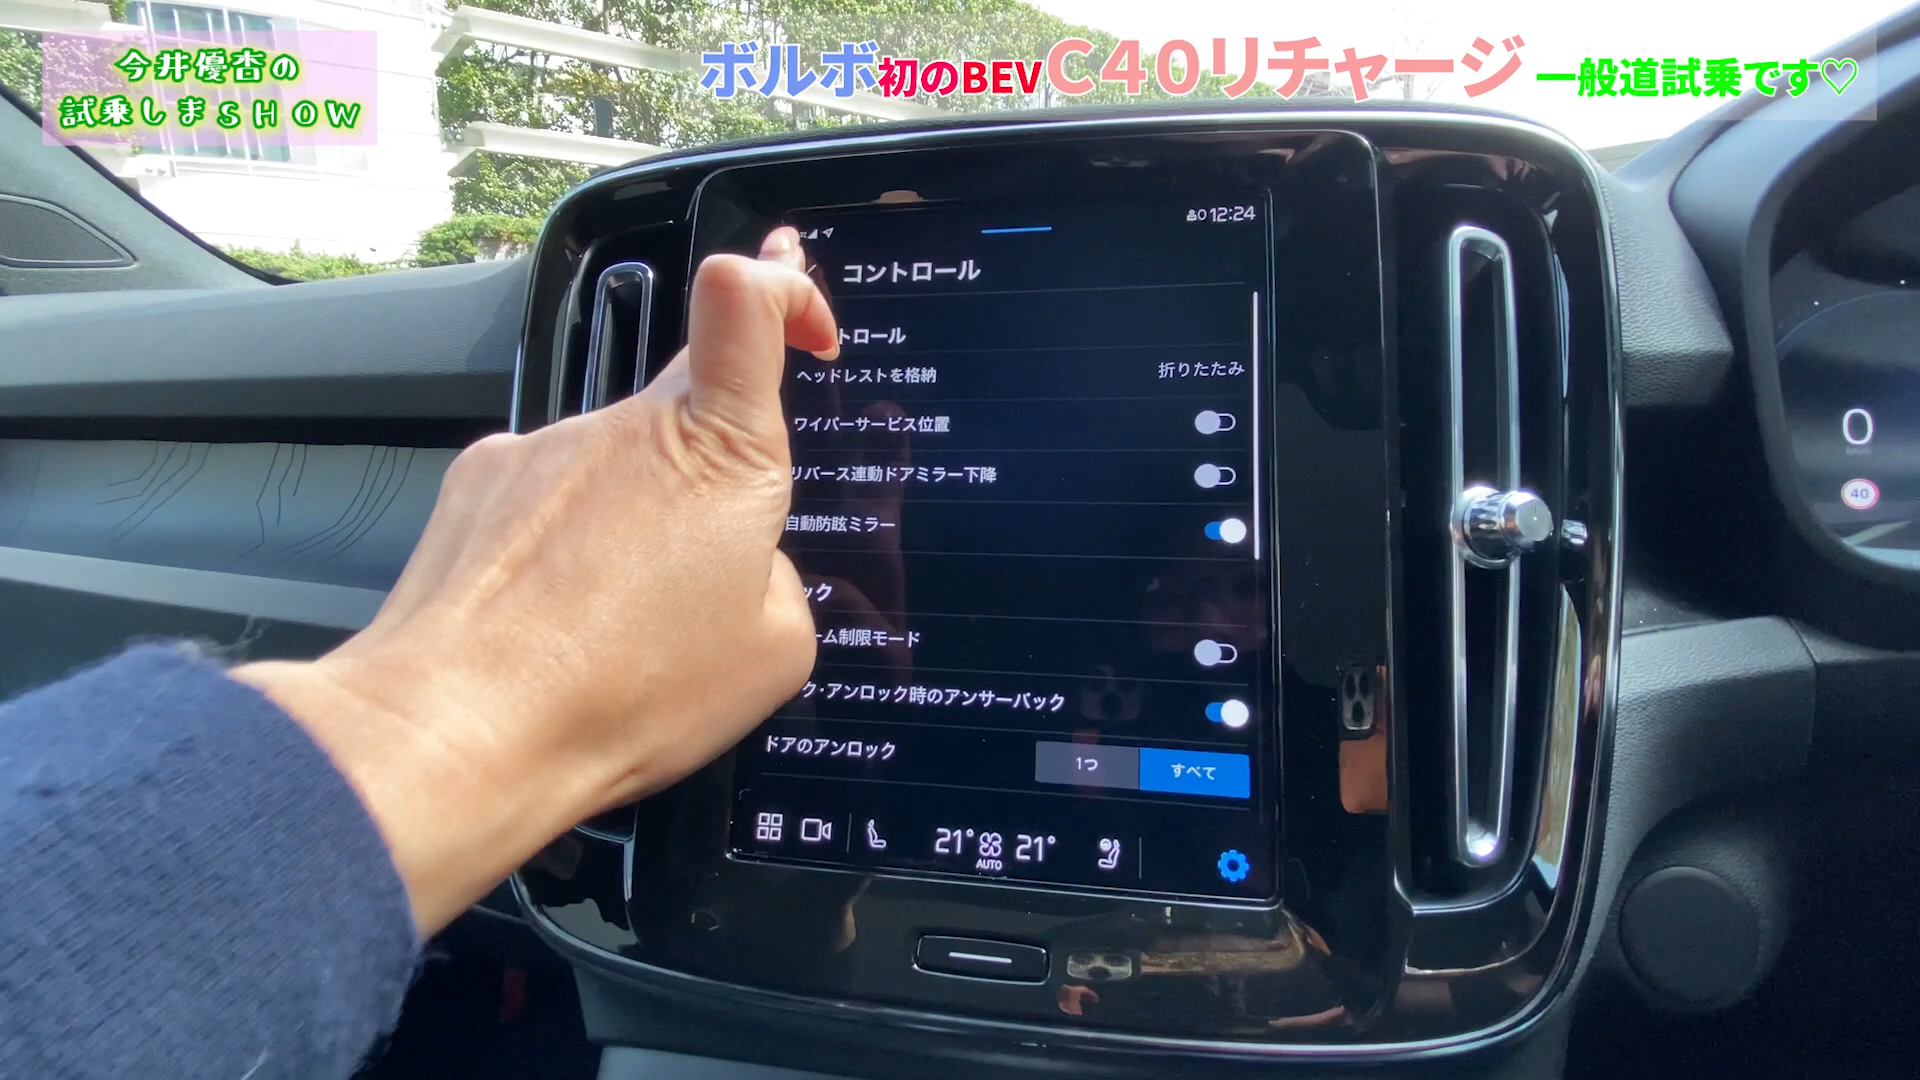 今井優杏の
試乗しまSHOW
ボルボ初のBEVC40リチャージ 一般道試乗です♡
12:24
コントロール
トロール
ヘッドレストを格納 折りたたみ
ワイパーサービス位置
リバース連動ドアミラー下降
自動防眩ミラー
ック
ーム制限モード
ク・アンロック時のアンサーバック
ドアのアンロック 1つ すべて
21° AUTO 21°
0
40